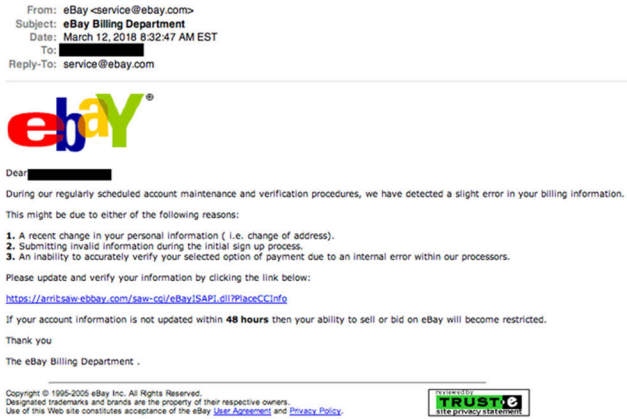 From: eBay <service@ebay.com>
Subject: eBay Billing Department
Date: March 12, 2018 8:32:47 AM EST
To:
Reply-To: service@ebay.com
ebaY®
Dear
During our regularly scheduled account maintenance and verification procedures, we have detected a slight error in your billing information.
This might be due to either of the following reasons:
1. A recent change in your personal information ( i.e. change of address).
2. Submitting invalid information during the initial sign up process.
3. An inability to accurately verify your selected option of payment due to an internal error within our processors.
Please update and verify your information by clicking the link below:
https://arribsaw-ebbay.com/saw-cgi/eBayISAPI.dll?PlaceCCInfo
If your account information is not updated within 48 hours then your ability to sell or bid on eBay will become restricted.
Thank you
The eBay Billing Department .
Copyright © 1995-2005 eBay Inc. All Rights Reserved.
Designated trademarks and brands are the property of their respective owners.
Use of this Web site constitutes acceptance of the eBay User Agreement and Privacy Policy.
reviewed by
TRUSTe
site privacy statement